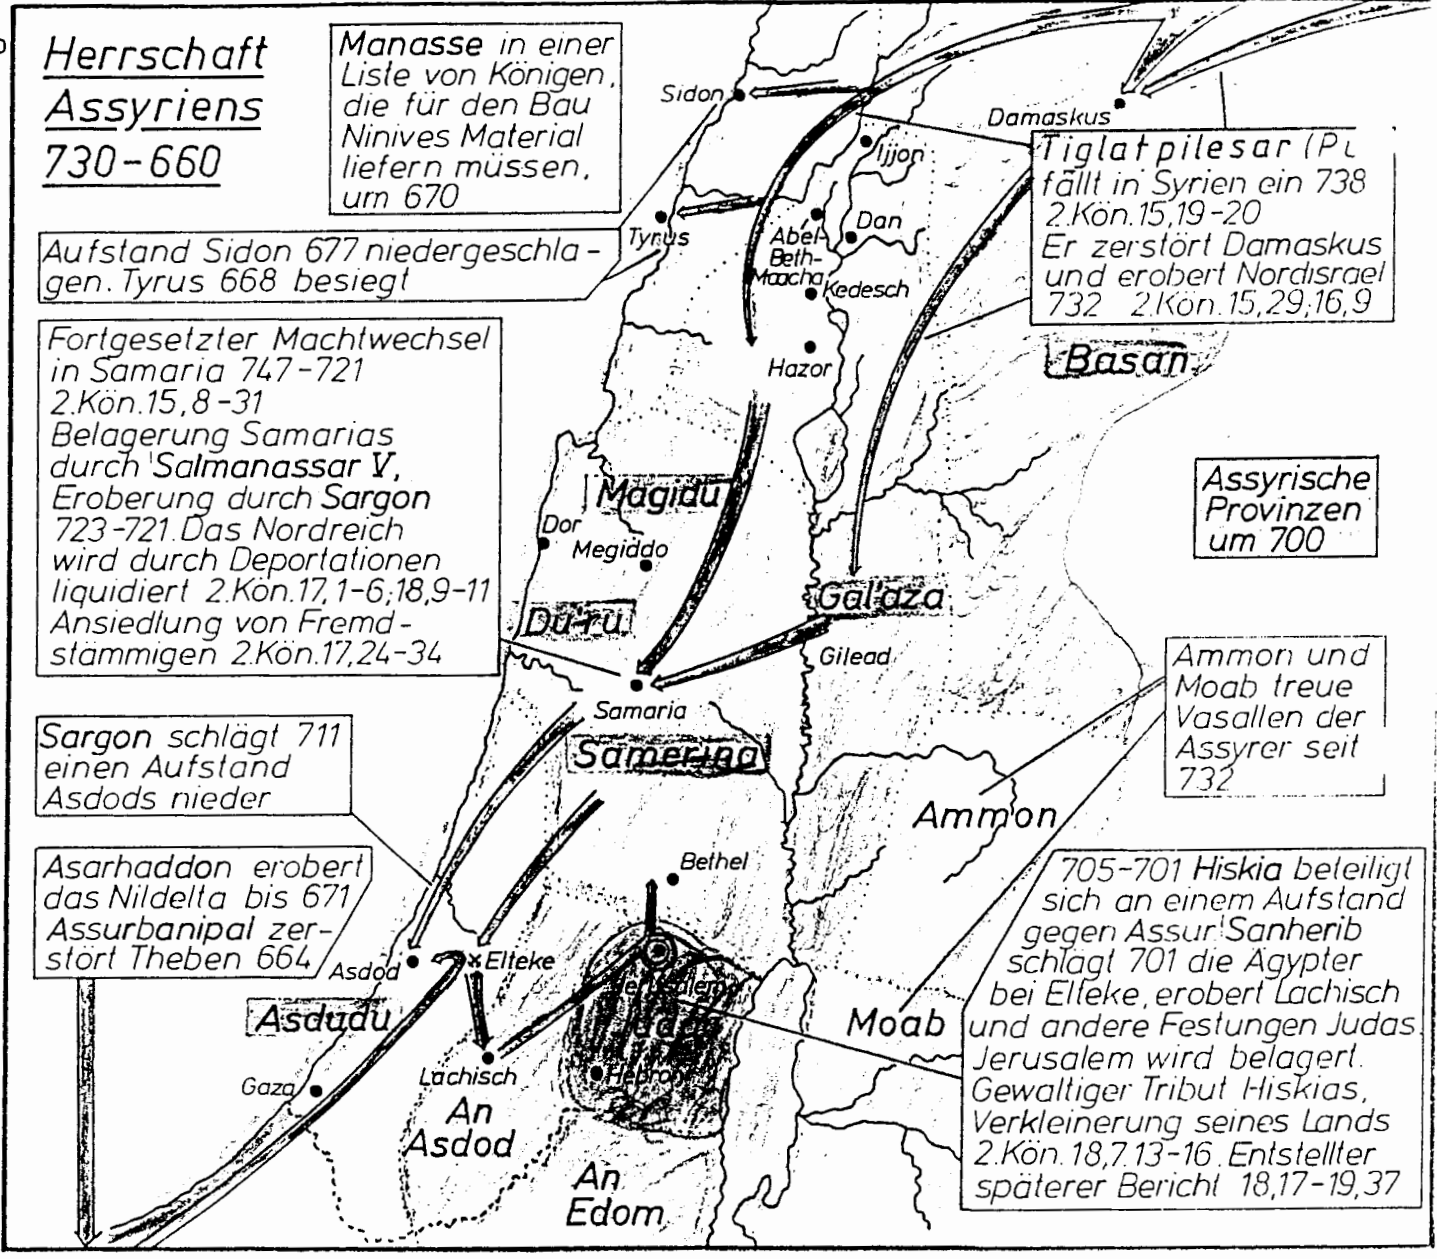 Herrschaft
Assyriens
730-660
Manasse in einer
Liste von Königen,
die für den Bau
Ninives Material
liefern müssen,
um 670
Aufstand Sidon 677 niedergeschla-
gen. Tyrus 668 besiegt
Fortgesetzter Machtwechsel
in Samaria 747-721
2.Kön.15,8-31
Belagerung Samarias
durch Salmanassar V,
Eroberung durch Sargon
723-721. Das Nordreich
wird durch Deportationen
liquidiert 2.Kön.17,1-6;18,9-11
Ansiedlung von Fremd-
stämmigen 2.Kön.17,24-34
Sargon schlägt 711
einen Aufstand
Asdods nieder
Asarhaddon erobert
das Nildelta bis 671
Assurbanipal zer-
stört Theben 664
Sidon
Damaskus
Ijjon
Tyrus
Dan
Abel-
Beth-
Maacha
Kedesch
Hazor
Tiglatpilesar (Pu
fällt in Syrien ein 738
2.Kön.15,19-20
Er zerstört Damaskus
und erobert Nordisrael
732 2.Kön.15,29;16,9
Basan
Assyrische
Provinzen
um 700
Magidu
Dor
Megiddo
Du'ru
Gal'aza
Gilead
Samaria
Samerina
Ammon und
Moab treue
Vasallen der
Assyrer seit
732
Ammon
Bethel
Asdod
Elteke
Jerusalem
Juda
Asdudu
Moab
Lachisch
Hebron
Gaza
An
Asdod
An
Edom
705-701 Hiskia beteiligt
sich an einem Aufstand
gegen Assur! Sanherib
schlägt 701 die Ägypter
bei Elteke, erobert Lachisch
und andere Festungen Judas.
Jerusalem wird belagert.
Gewaltiger Tribut Hiskias,
Verkleinerung seines Lands
2.Kön.18,7.13-16. Entstellter
späterer Bericht 18,17-19,37